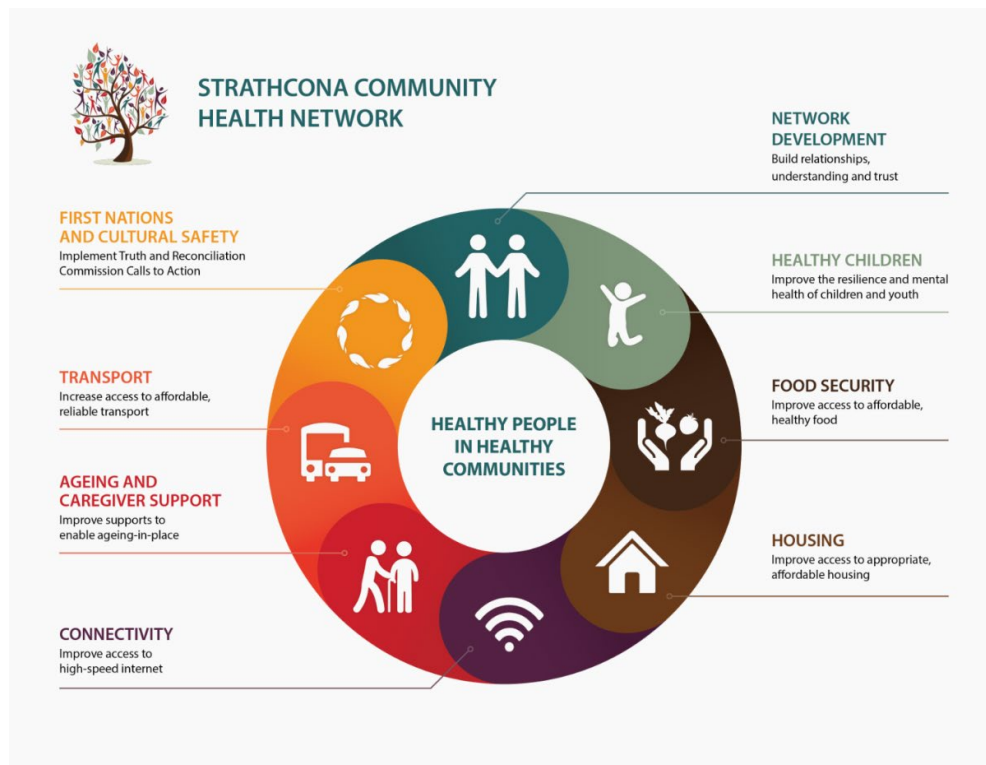 STRATHCONA COMMUNITY
HEALTH NETWORK
NETWORK
DEVELOPMENT
Build relationships,
understanding and trust
HEALTHY CHILDREN
Improve the resilience and mental
health of children and youth
FOOD SECURITY
Improve access to affordable,
healthy food
HOUSING
Improve access to appropriate,
affordable housing
FIRST NATIONS
AND CULTURAL SAFETY
Implement Truth and Reconciliation
Commission Calls to Action
TRANSPORT
Increase access to affordable,
reliable transport
AGEING AND
CAREGIVER SUPPORT
Improve supports to
enable ageing-in-place
CONNECTIVITY
Improve access to
high-speed internet
HEALTHY PEOPLE
IN HEALTHY
COMMUNITIES